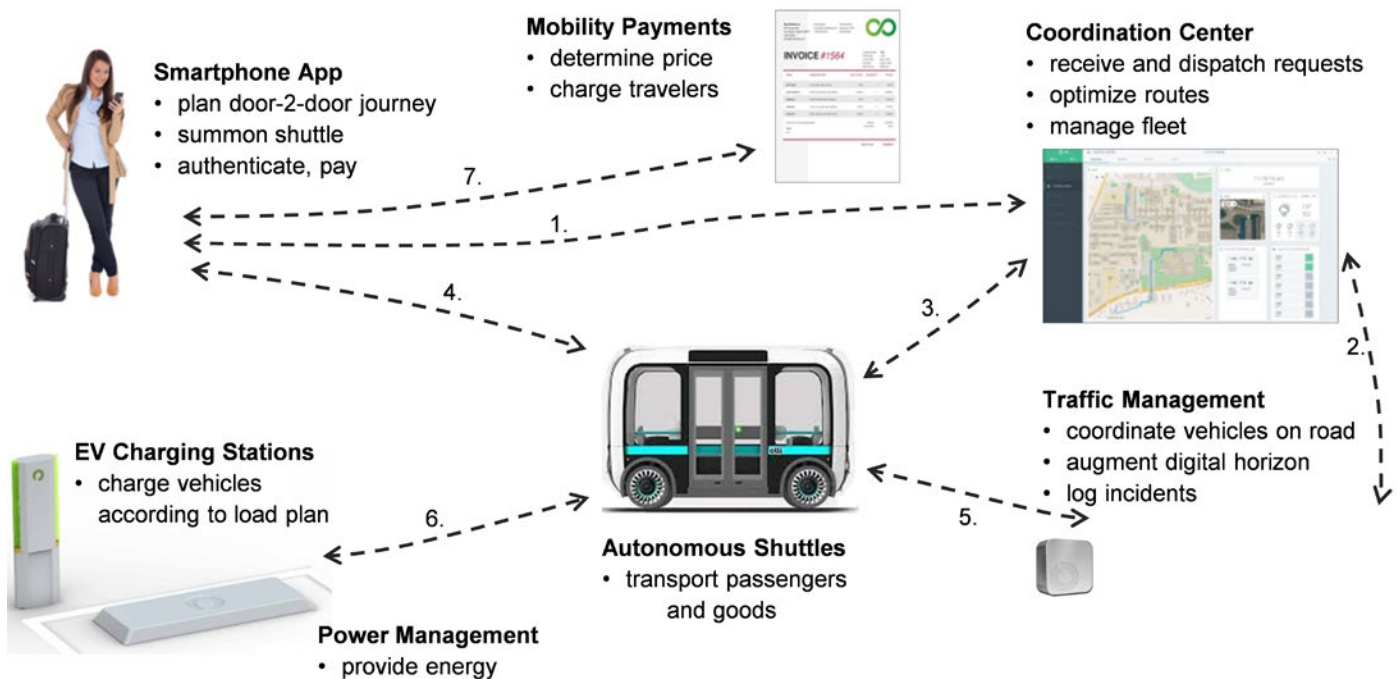 Mobility Payments
• determine price
• charge travelers
INVOICE #1564
Coordination Center
• receive and dispatch requests
• optimize routes
• manage fleet
Smartphone App
• plan door-2-door journey
• summon shuttle
• authenticate, pay
7.
1.
4.
3.
2.
Traffic Management
• coordinate vehicles on road
• augment digital horizon
• log incidents
EV Charging Stations
• charge vehicles
according to load plan
6.
5.
Autonomous Shuttles
• transport passengers
and goods
Power Management
• provide energy